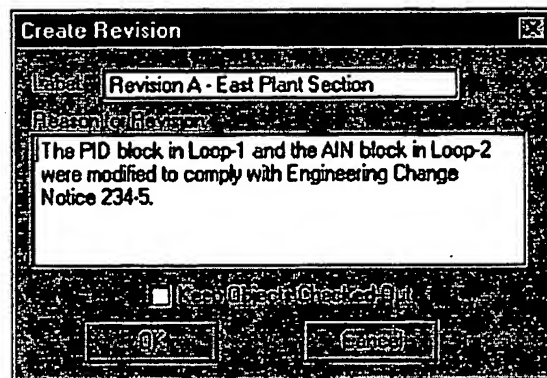 Create Revision
Label: Revision A - East Plant Section
Reason for Revision:
The PID block in Loop-1 and the AIN block in Loop-2
were modified to comply with Engineering Change
Notice 234-5.
Keep Objects Checked Out
OK Cancel